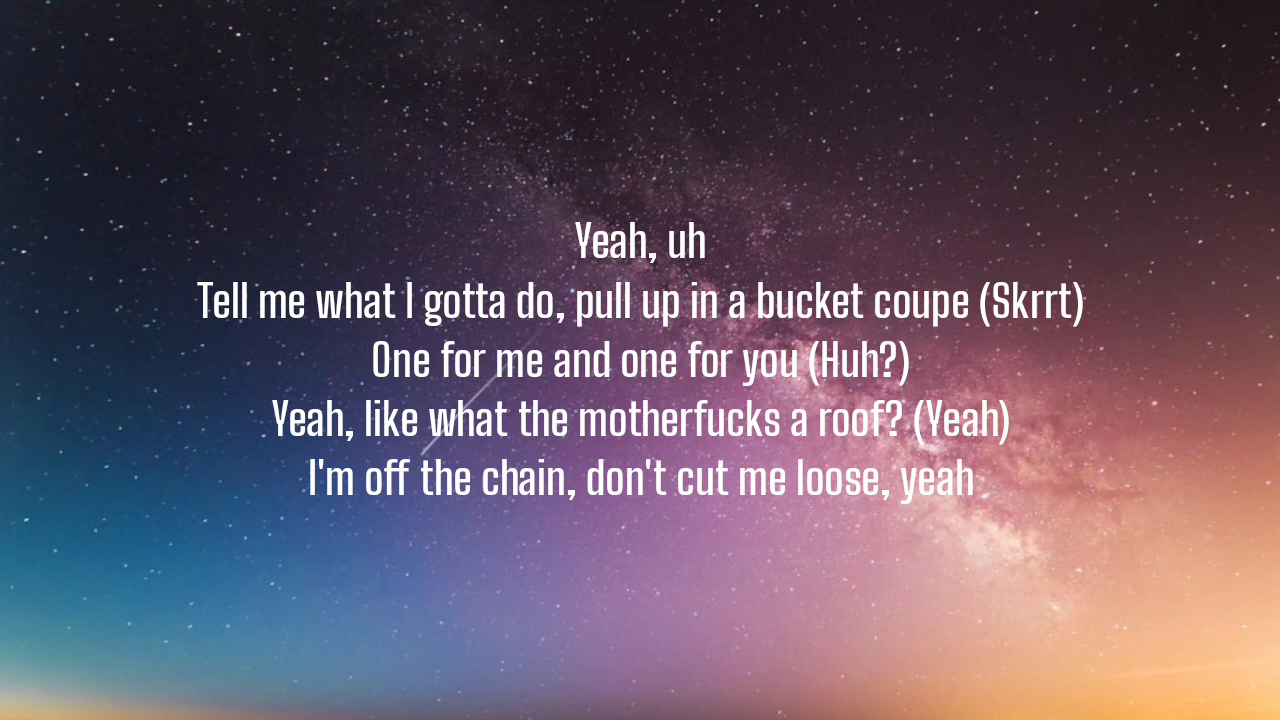 Yeah, uh
Tell me what I gotta do, pull up in a bucket coupe (Skrrt)
One for me and one for you (Huh?)
Yeah, like what the motherfucks a roof? (Yeah)
I'm off the chain, don't cut me loose, yeah